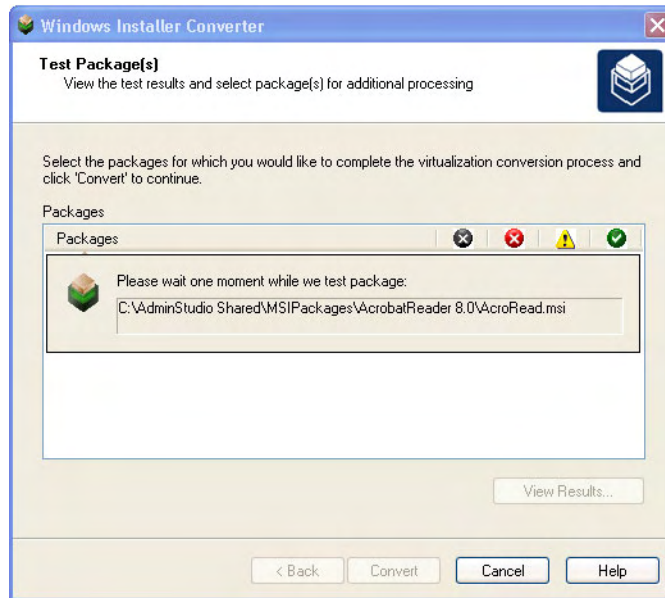 Windows Installer Converter
Test Package(s)
View the test results and select package(s) for additional processing
Select the packages for which you would like to complete the virtualization conversion process and
click 'Convert' to continue.
Packages
Packages
Please wait one moment while we test package:
C:\AdminStudio Shared\MSIPackages\AcrobatReader 8.0\AcroRead.msi
View Results...
< Back Convert Cancel Help